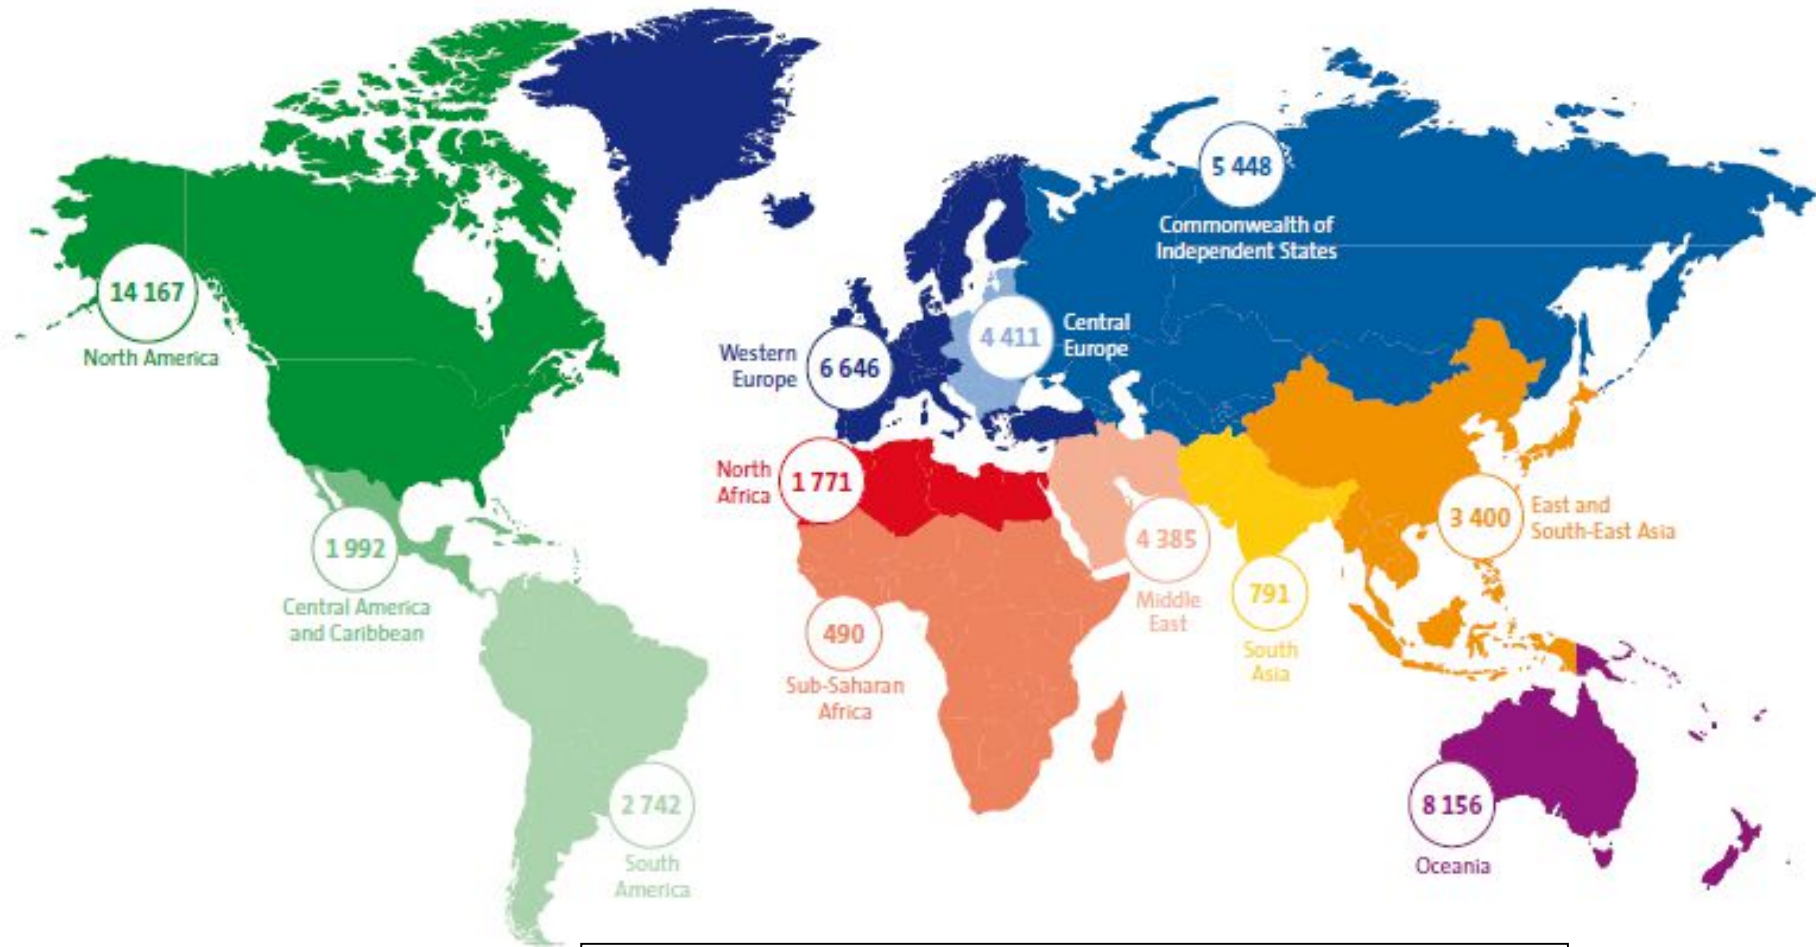 5 448
Commonwealth of
Independent States
14 167
North America
4 411
Central
Europe
Western
Europe
6 646
North
Africa
1 771
3 400
East and
South-East Asia
4 385
Middle
East
1 992
Central America
and Caribbean
791
South
Asia
490
Sub-Saharan
Africa
2 742
South
America
8 156
Oceania